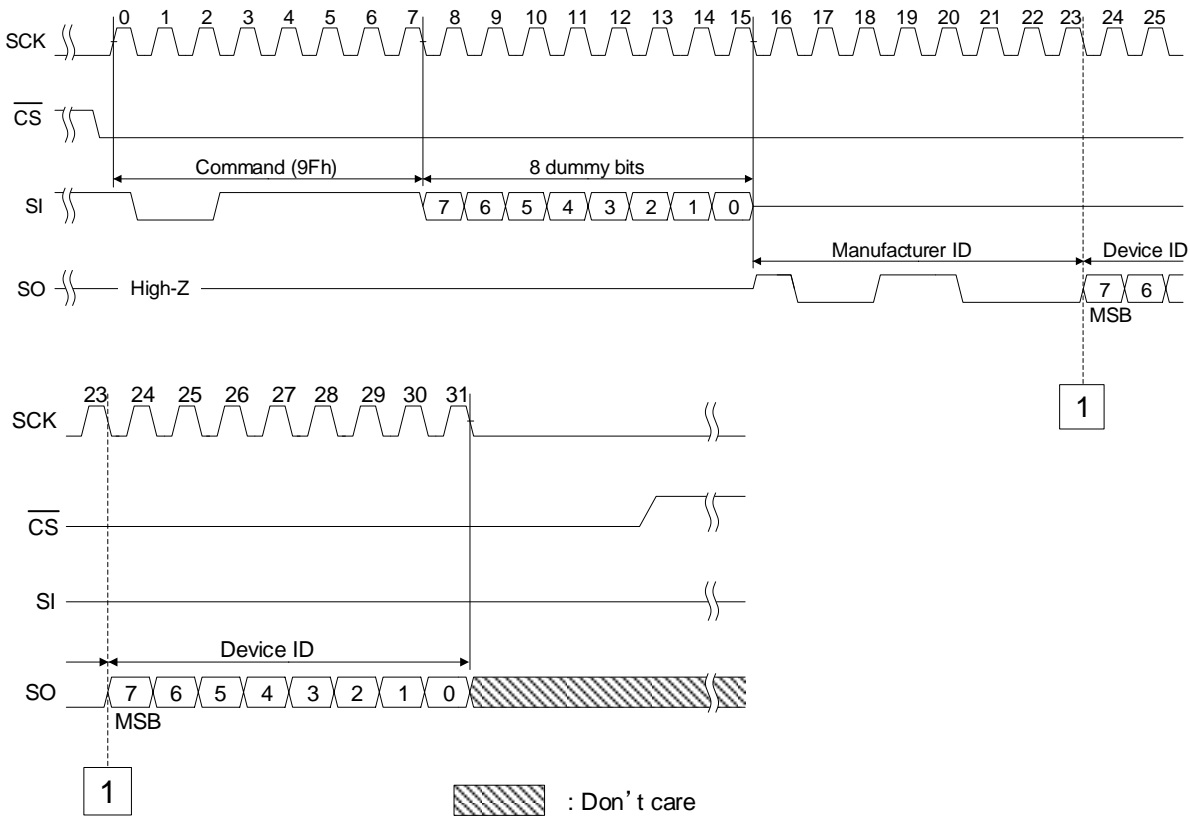 0 1 2 3 4 5 6 7 8 9 10 11 12 13 14 15 16 17 18 19 20 21 22 23 24 25
SCK
CS
Command (9Fh) 8 dummy bits
SI 7 6 5 4 3 2 1 0
Manufacturer ID Device ID
SO High-Z 7 6
MSB
1
23 24 25 26 27 28 29 30 31
SCK
CS
SI
Device ID
SO 7 6 5 4 3 2 1 0
MSB
1
: Don't care